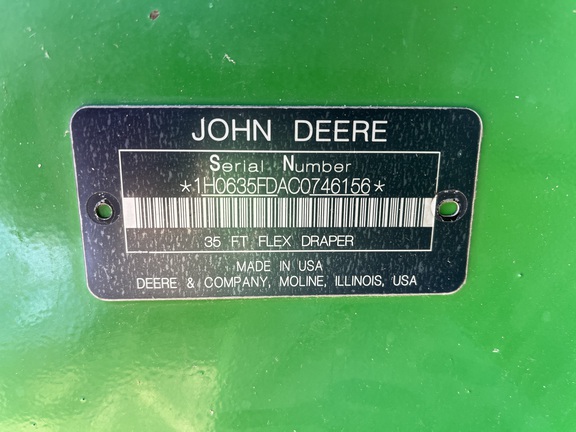 JOHN DEERE
Serial Number
*1H0635FDAC0746156*
35 FT FLEX DRAPER
MADE IN USA
DEERE & COMPANY, MOLINE, ILLINOIS, USA